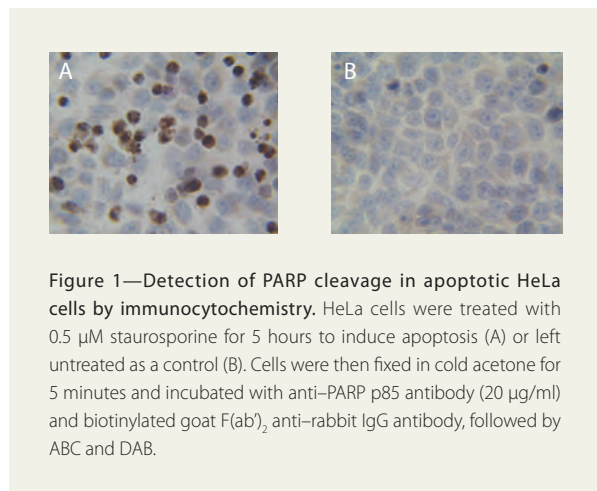 A
B
Figure 1—Detection of PARP cleavage in apoptotic HeLa
cells by immunocytochemistry. HeLa cells were treated with
0.5 μM staurosporine for 5 hours to induce apoptosis (A) or left
untreated as a control (B). Cells were then fixed in cold acetone for
5 minutes and incubated with anti–PARP p85 antibody (20 μg/ml)
and biotinylated goat F(ab’)₂ anti–rabbit IgG antibody, followed by
ABC and DAB.